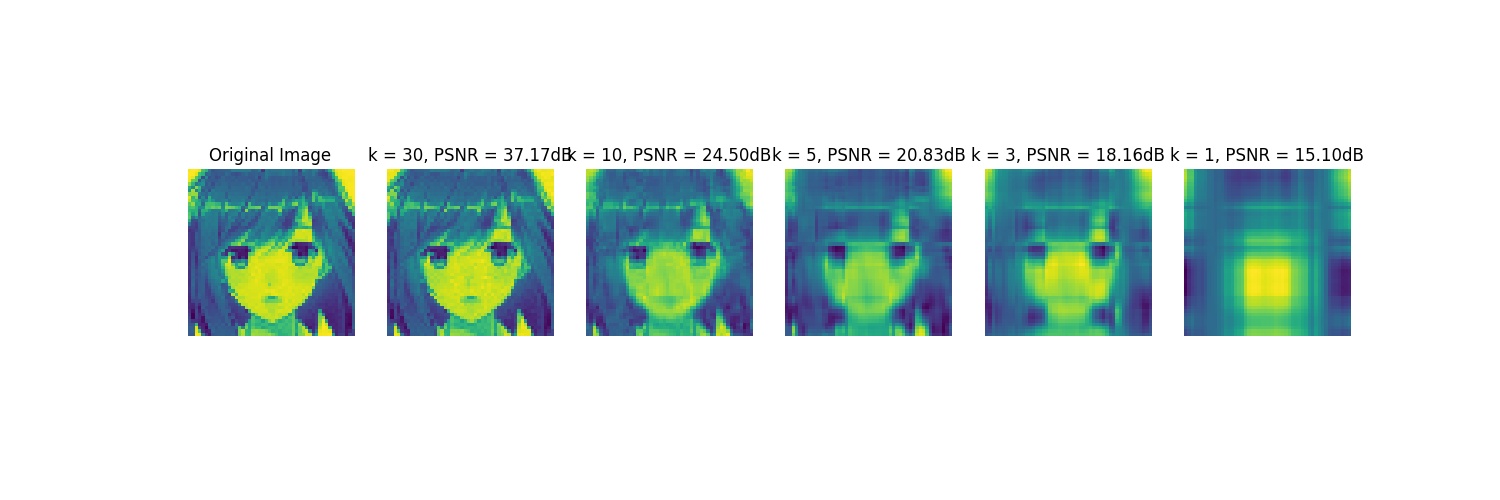 Original Image
k = 30, PSNR = 37.17dB
k = 10, PSNR = 24.50dB
k = 5, PSNR = 20.83dB
k = 3, PSNR = 18.16dB
k = 1, PSNR = 15.10dB